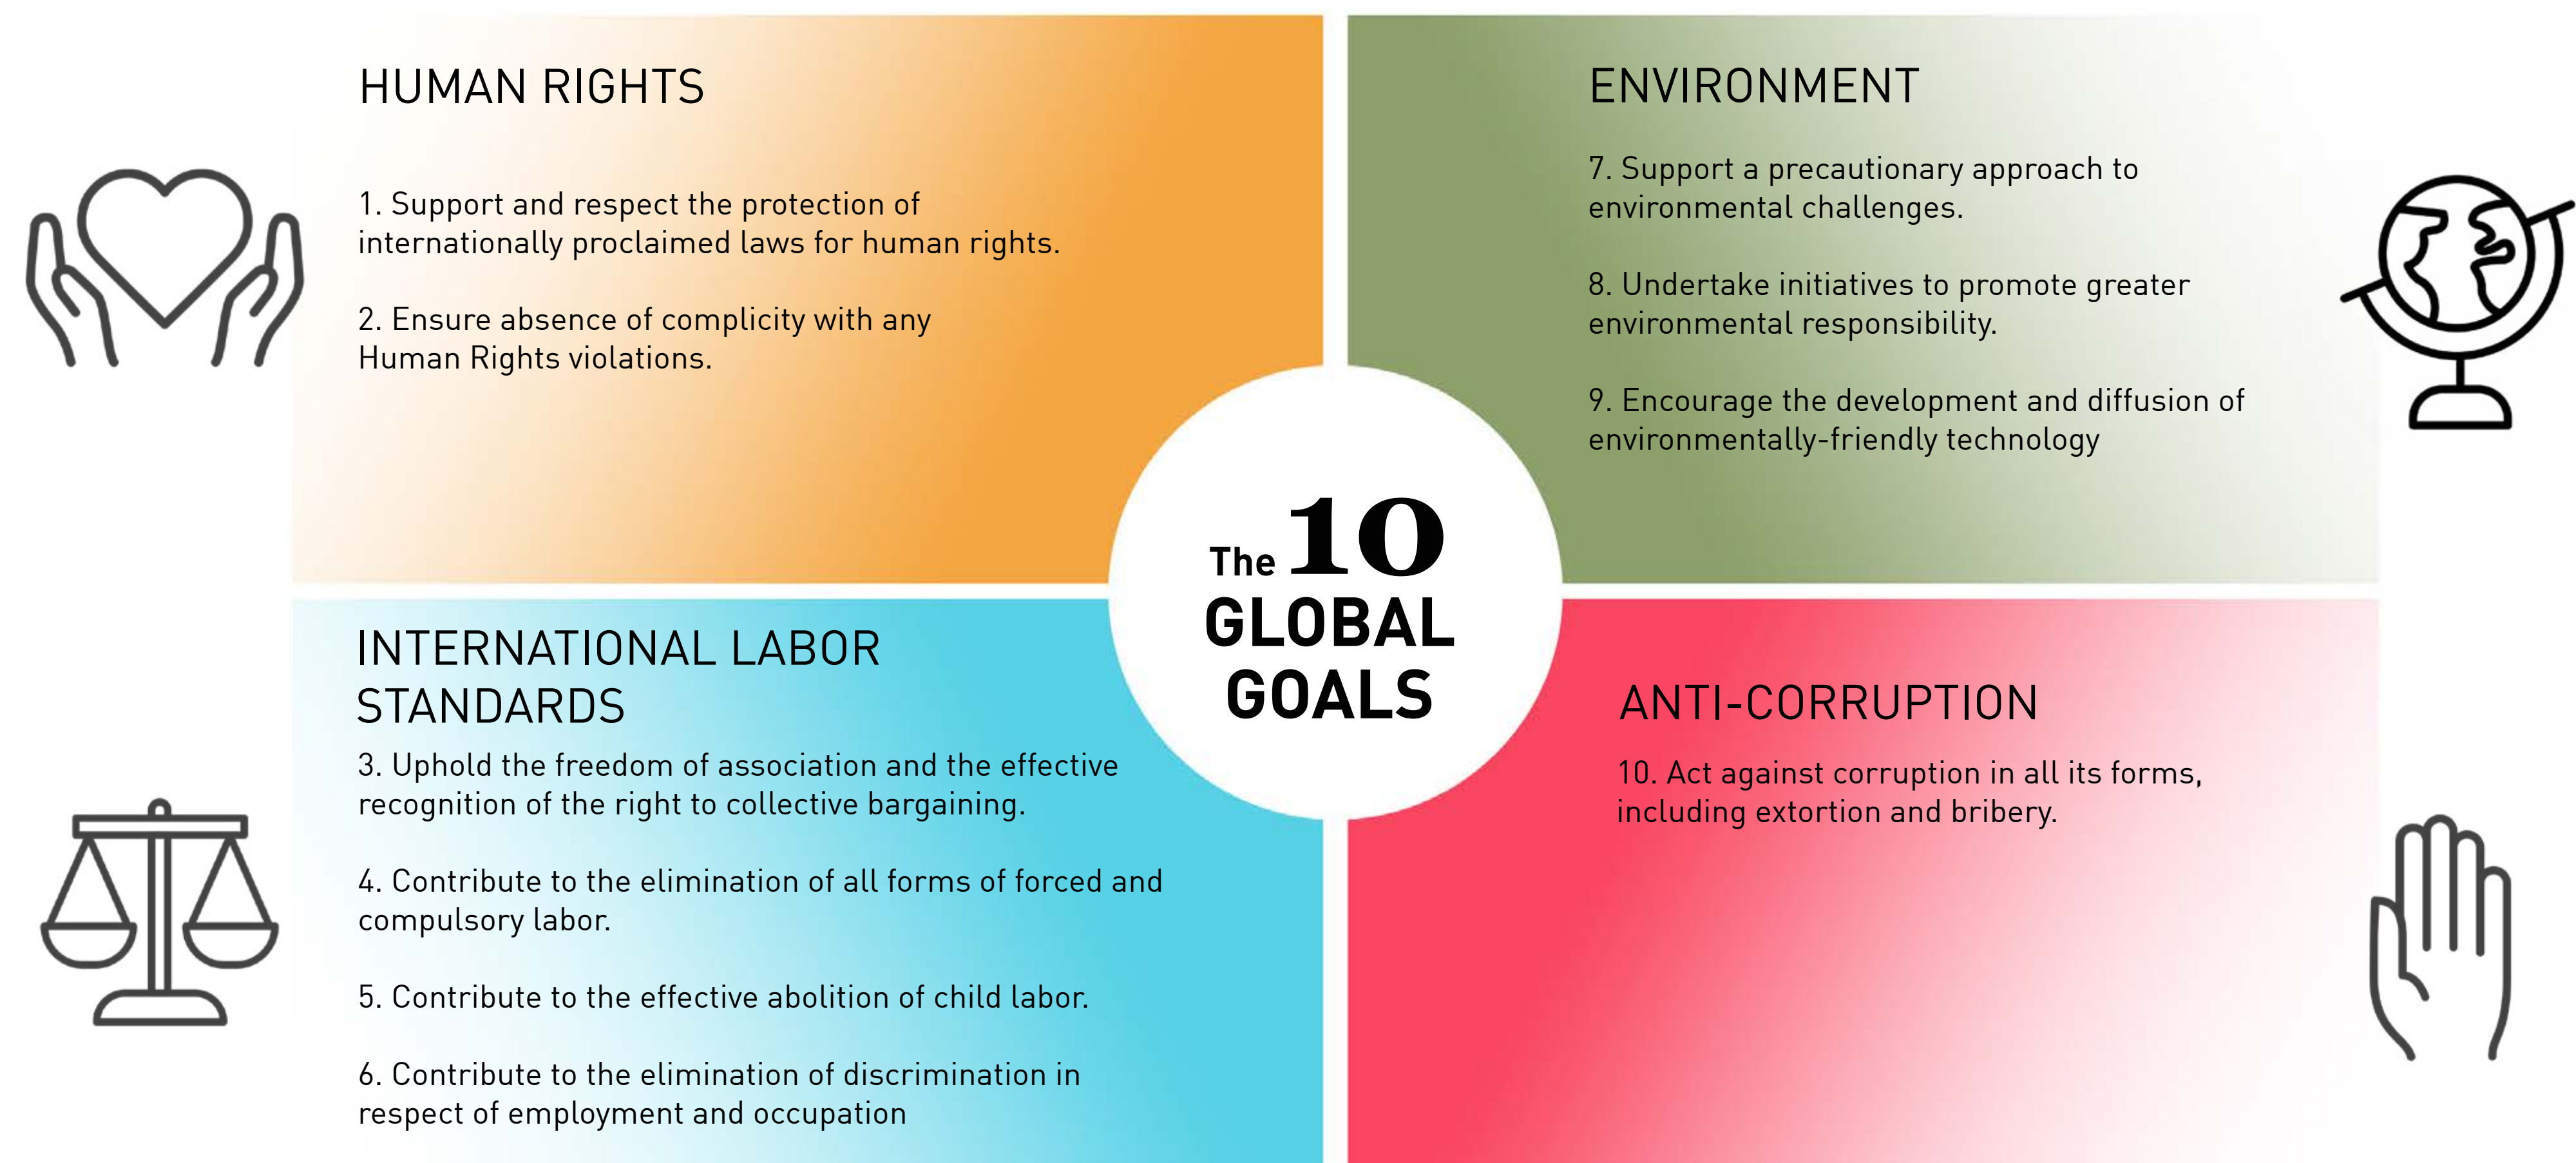 HUMAN RIGHTS
1. Support and respect the protection of
internationally proclaimed laws for human rights.
2. Ensure absence of complicity with any
Human Rights violations.
ENVIRONMENT
7. Support a precautionary approach to
environmental challenges.
8. Undertake initiatives to promote greater
environmental responsibility.
9. Encourage the development and diffusion of
environmentally-friendly technology
The 10
GLOBAL
GOALS
INTERNATIONAL LABOR
STANDARDS
3. Uphold the freedom of association and the effective
recognition of the right to collective bargaining.
4. Contribute to the elimination of all forms of forced and
compulsory labor.
5. Contribute to the effective abolition of child labor.
6. Contribute to the elimination of discrimination in
respect of employment and occupation
ANTI-CORRUPTION
10. Act against corruption in all its forms,
including extortion and bribery.